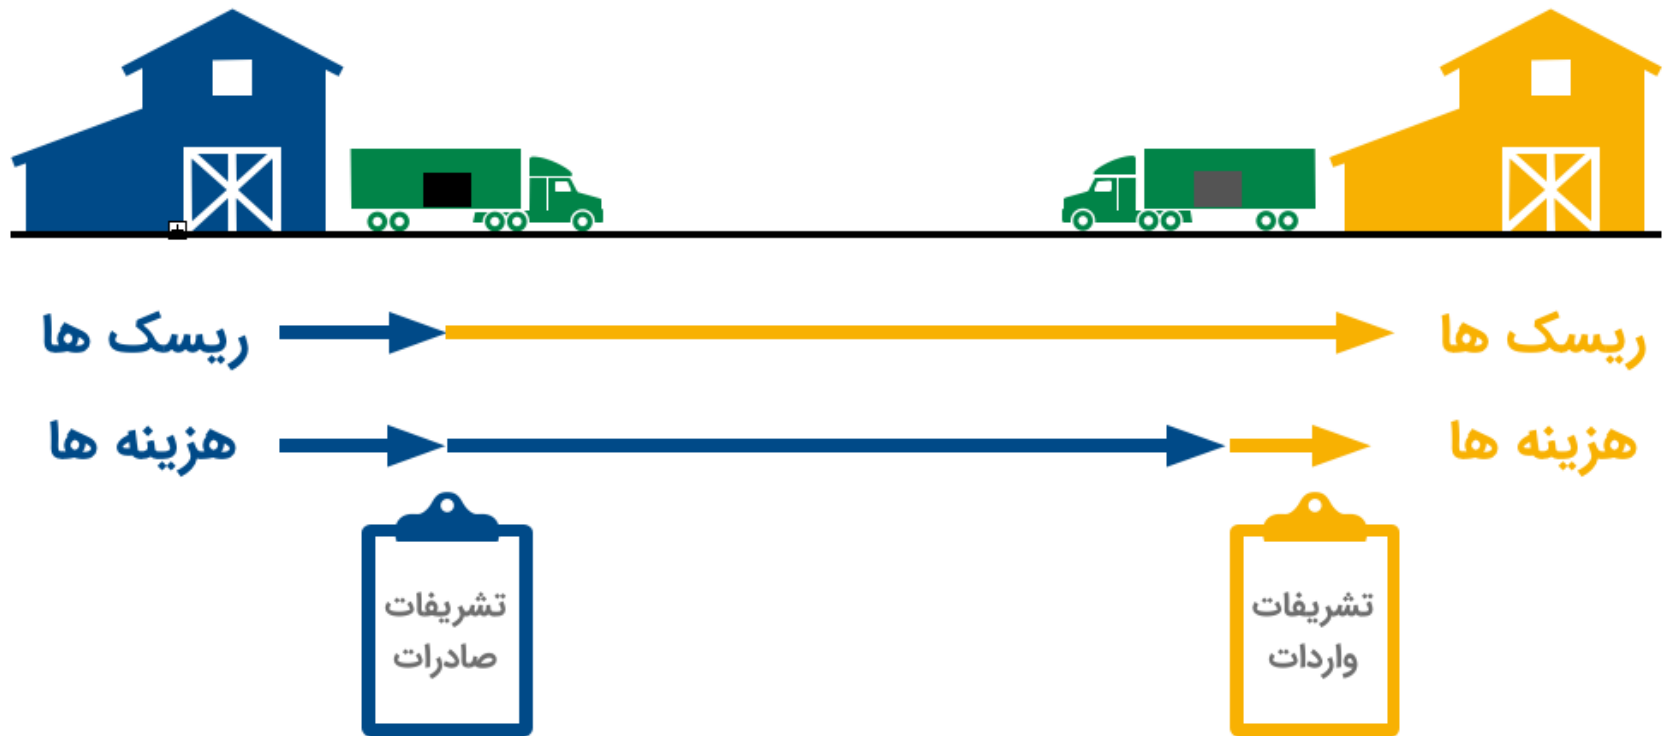 ریسک ها
ریسک ها
هزینه ها
هزینه ها
تشریفات
صادرات
تشریفات
واردات